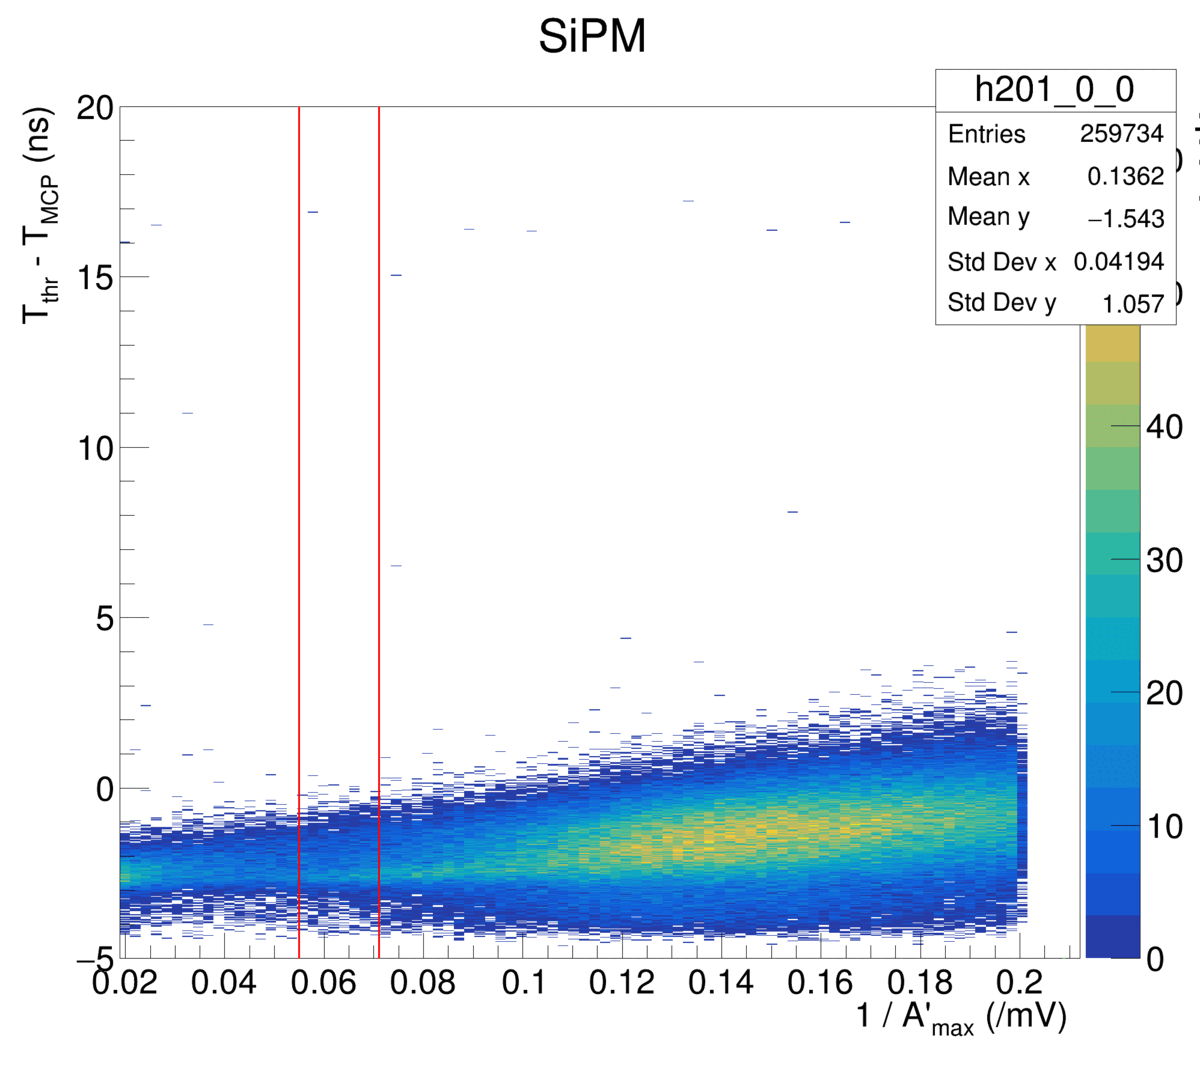 SiPM
h201_0_0
Entries 259734
Mean x 0.1362
Mean y −1.543
Std Dev x 0.04194
Std Dev y 1.057
T_thr - T_MCP (ns)
20
15
10
5
0
−5
0.02 0.04 0.06 0.08 0.1 0.12 0.14 0.16 0.18 0.2
1 / A'_max (/mV)
40
30
20
10
0